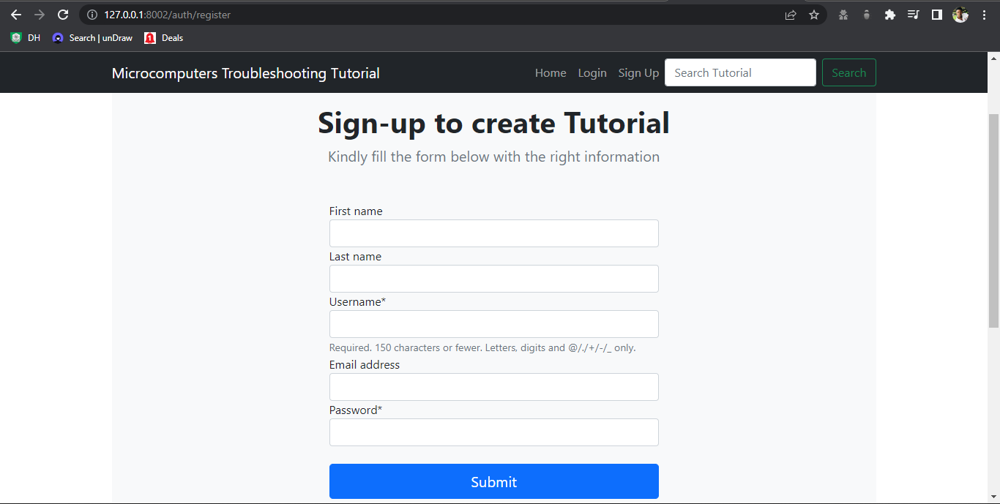 127.0.0.1:8002/auth/register
DH Search | unDraw 1 Deals
Microcomputers Troubleshooting Tutorial Home Login Sign Up Search Tutorial Search
Sign-up to create Tutorial
Kindly fill the form below with the right information
First name
Last name
Username*
Required. 150 characters or fewer. Letters, digits and @/./+/-/_ only.
Email address
Password*
Submit